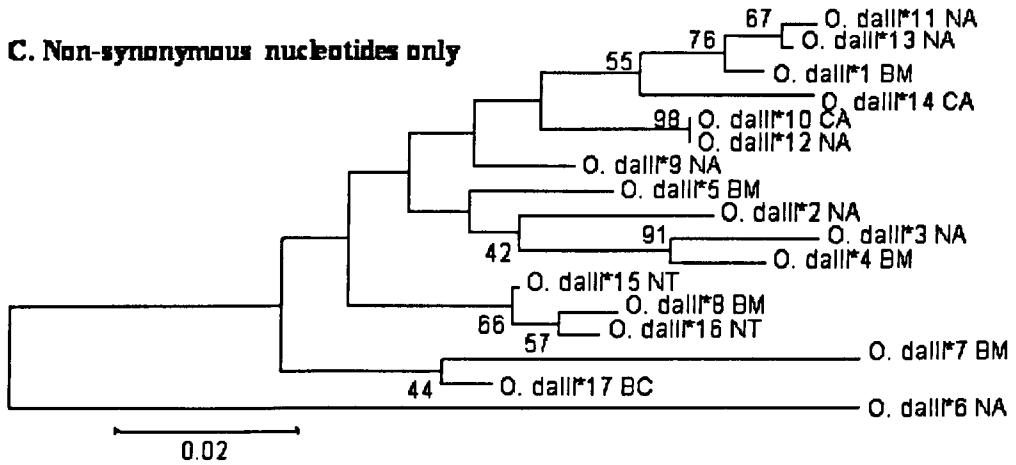 C. Non-synonymous nucleotides only
67
O. dalli*11 NA
76
O. dalli*13 NA
55
O. dalli*1 BM
O. dalli*14 CA
98
O. dalli*10 CA
O. dalli*12 NA
O. dalli*9 NA
O. dalli*5 BM
O. dalli*2 NA
42
91
O. dalli*3 NA
O. dalli*4 BM
O. dalli*15 NT
66
O. dalli*8 BM
57
O. dalli*16 NT
O. dalli*7 BM
44
O. dalli*17 BC
O. dalli*6 NA
0.02